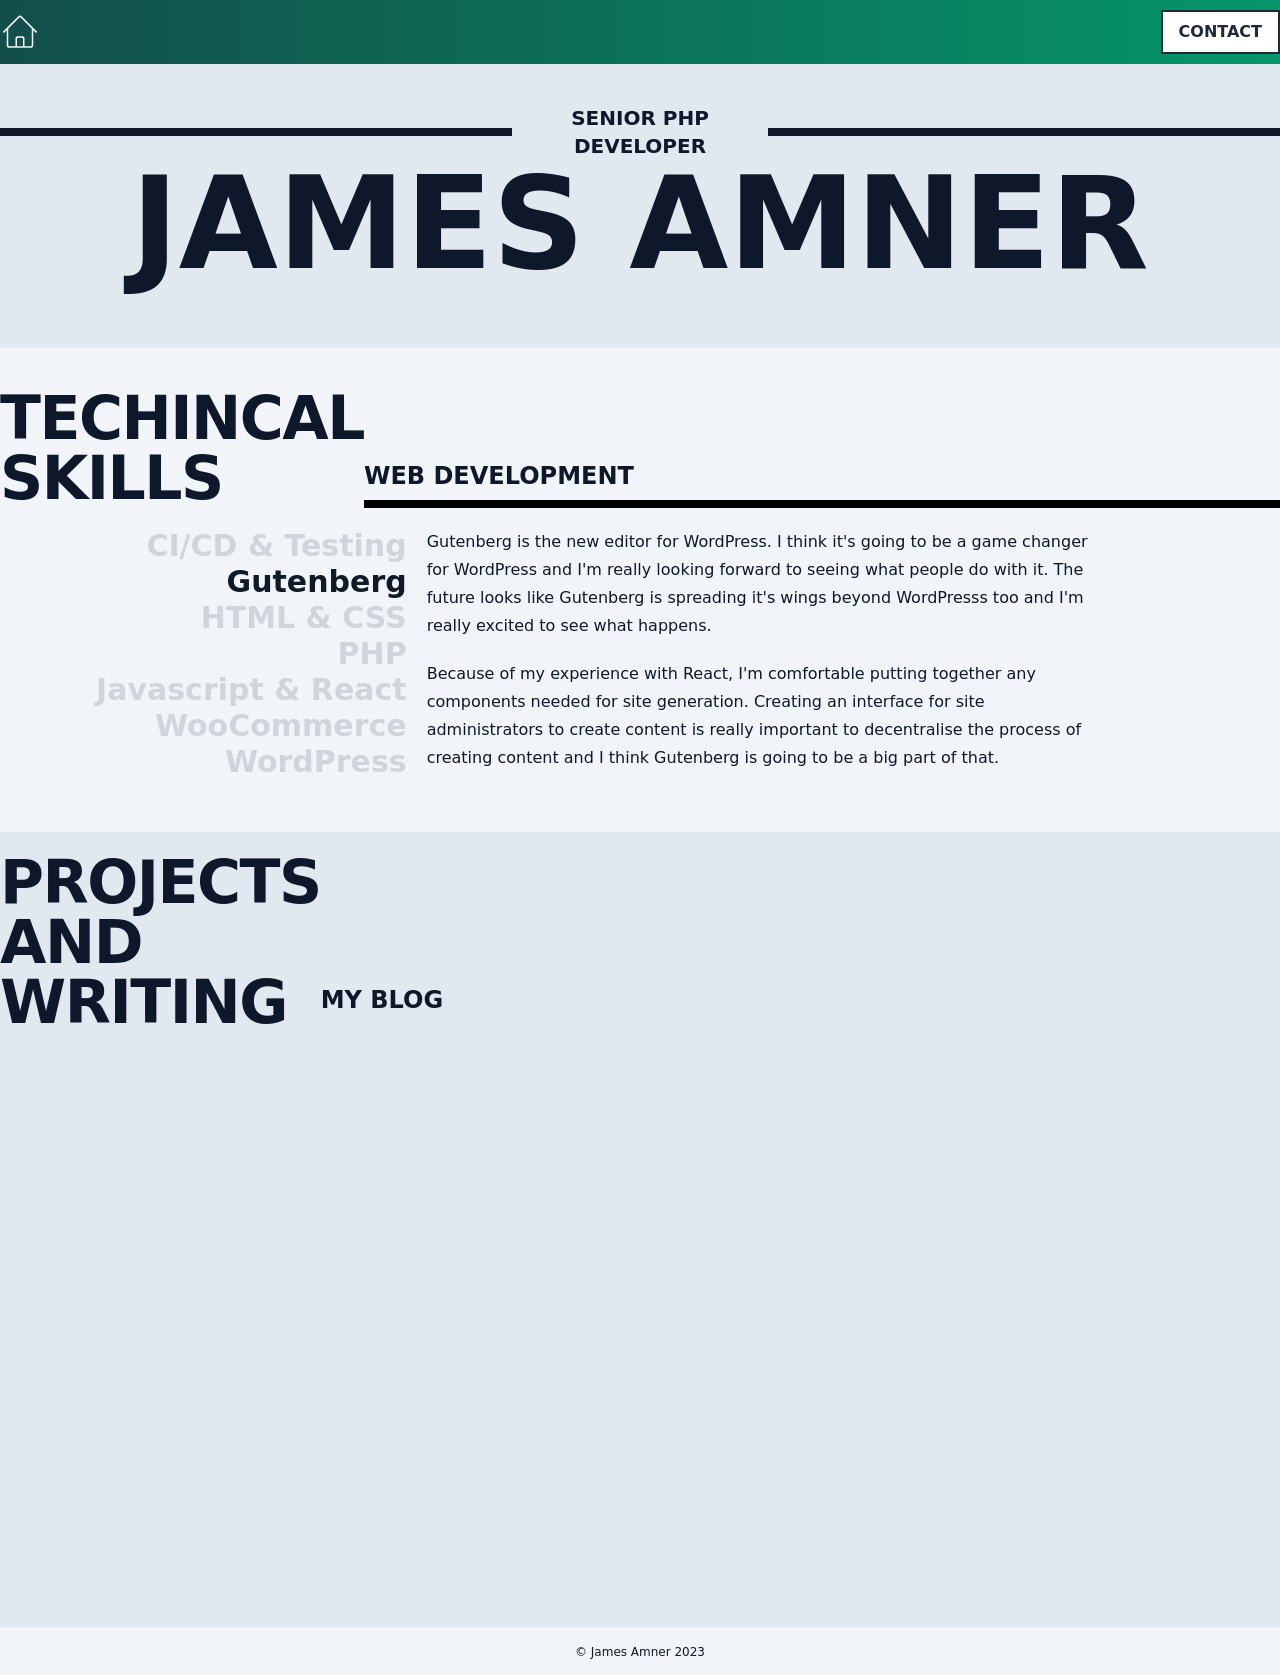 CONTACT
SENIOR PHP
DEVELOPER
JAMES AMNER
TECHINCAL
SKILLS
WEB DEVELOPMENT
CI/CD & Testing
Gutenberg
HTML & CSS
PHP
Javascript & React
WooCommerce
WordPress
Gutenberg is the new editor for WordPress. I think it's going to be a game changer
for WordPress and I'm really looking forward to seeing what people do with it. The
future looks like Gutenberg is spreading it's wings beyond WordPresss too and I'm
really excited to see what happens.
Because of my experience with React, I'm comfortable putting together any
components needed for site generation. Creating an interface for site
administrators to create content is really important to decentralise the process of
creating content and I think Gutenberg is going to be a big part of that.
PROJECTS
AND
WRITING
MY BLOG
© James Amner 2023